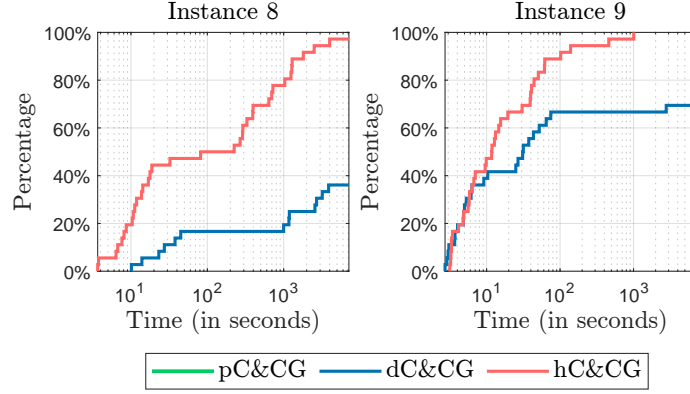 Instance 8
100%
80%
60%
40%
20%
0%
Percentage
10^1
10^2
10^3
Time (in seconds)
Instance 9
100%
80%
60%
40%
20%
0%
Percentage
10^1
10^2
10^3
Time (in seconds)
pC&CG dC&CG hC&CG